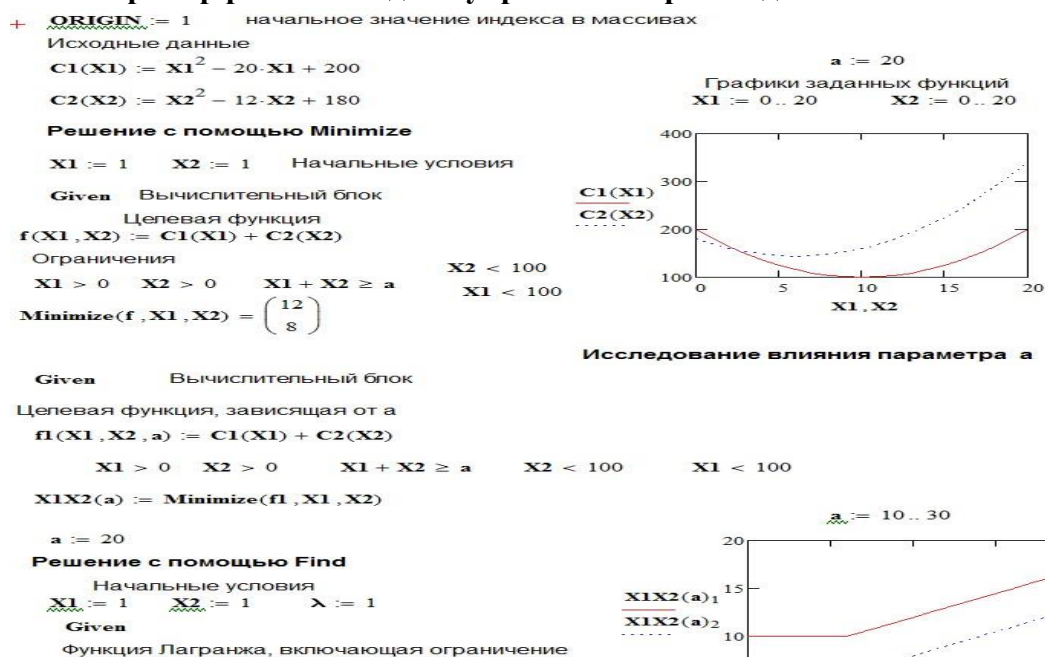 ORIGIN := 1 начальное значение индекса в массивах
Исходные данные
C1(X1) := X1² − 20·X1 + 200
C2(X2) := X2² − 12·X2 + 180
a := 20
Графики заданных функций
X1 := 0.. 20 X2 := 0.. 20
Решение с помощью Minimize
X1 := 1 X2 := 1 Начальные условия
Given Вычислительный блок
Целевая функция
f(X1,X2) := C1(X1) + C2(X2)
Ограничения
X2 < 100
X1 > 0 X2 > 0 X1 + X2 ≥ a X1 < 100
Minimize(f,X1,X2) = (12 8)
400
300
200
100
C1(X1)
C2(X2)
0 5 10 15 20
X1,X2
Исследование влияния параметра a
Given Вычислительный блок
Целевая функция, зависящая от a
f1(X1,X2,a) := C1(X1) + C2(X2)
X1 > 0 X2 > 0 X1 + X2 ≥ a X2 < 100 X1 < 100
X1X2(a) := Minimize(f1,X1,X2)
a := 20
a := 10.. 30
Решение с помощью Find
Начальные условия
X1 := 1 X2 := 1 λ := 1
Given
Функция Лагранжа, включающая ограничение
20
15
10
X1X2(a)₁
X1X2(a)₂